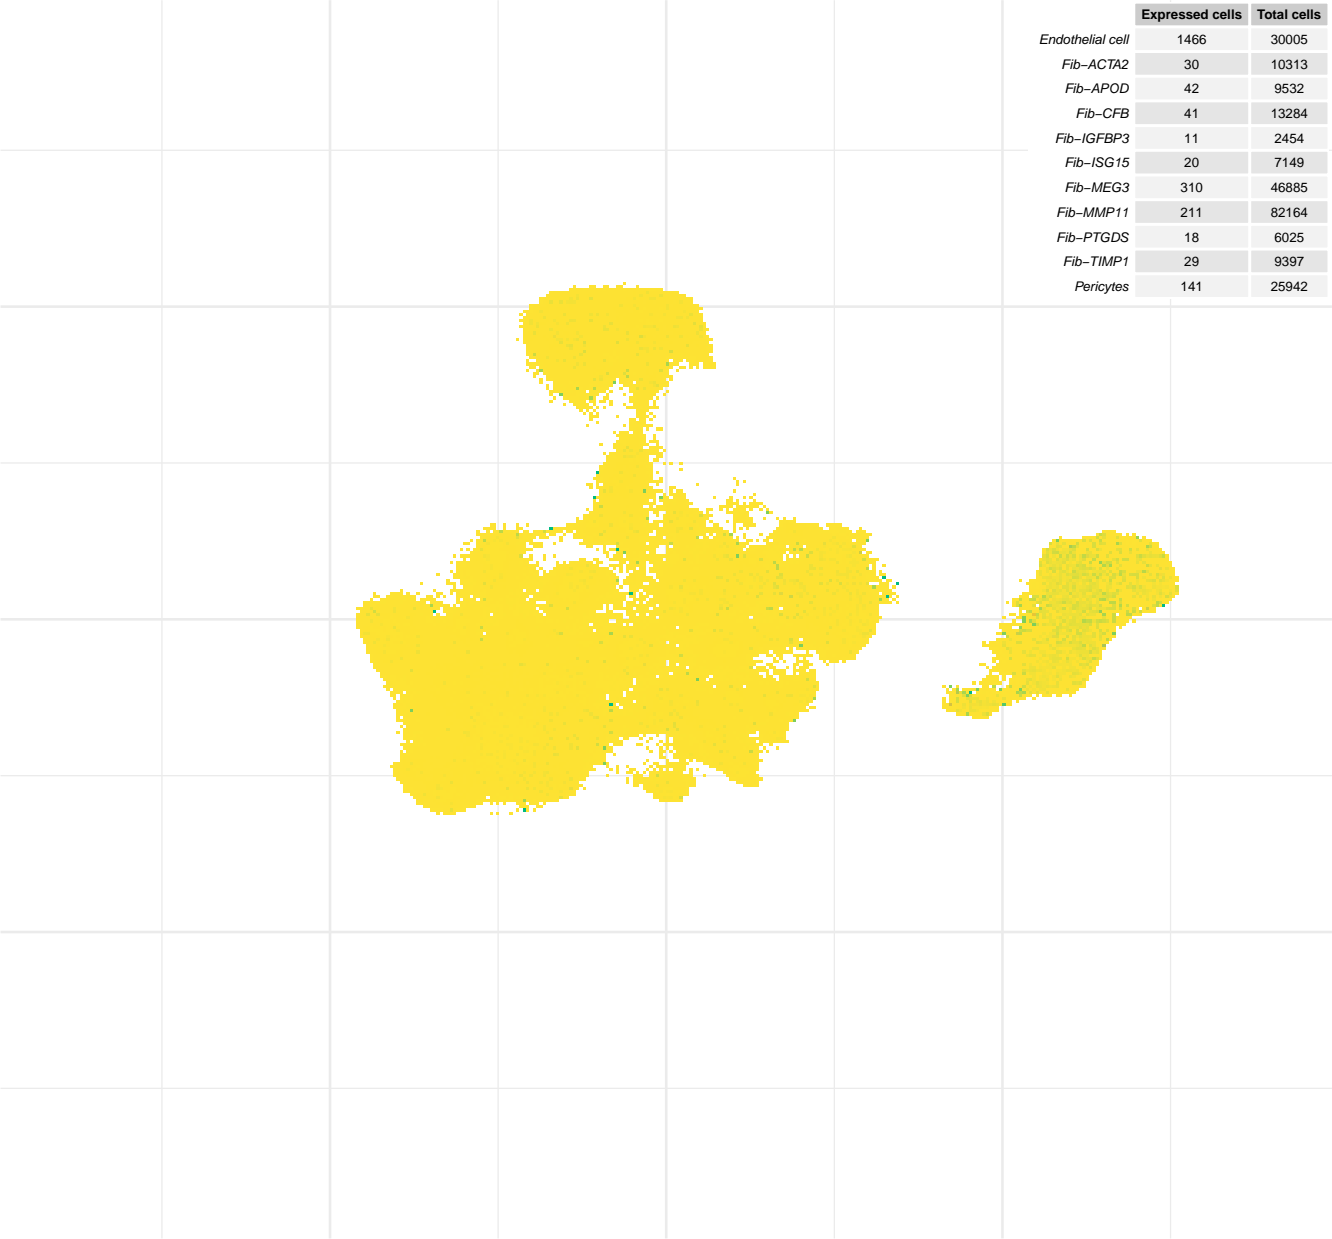 Expressed cells Total cells
Endothelial cell 1466 30005
Fib−ACTA2 30 10313
Fib−APOD 42 9532
Fib−CFB 41 13284
Fib−IGFBP3 11 2454
Fib−ISG15 20 7149
Fib−MEG3 310 46885
Fib−MMP11 211 82164
Fib−PTGDS 18 6025
Fib−TIMP1 29 9397
Pericytes 141 25942